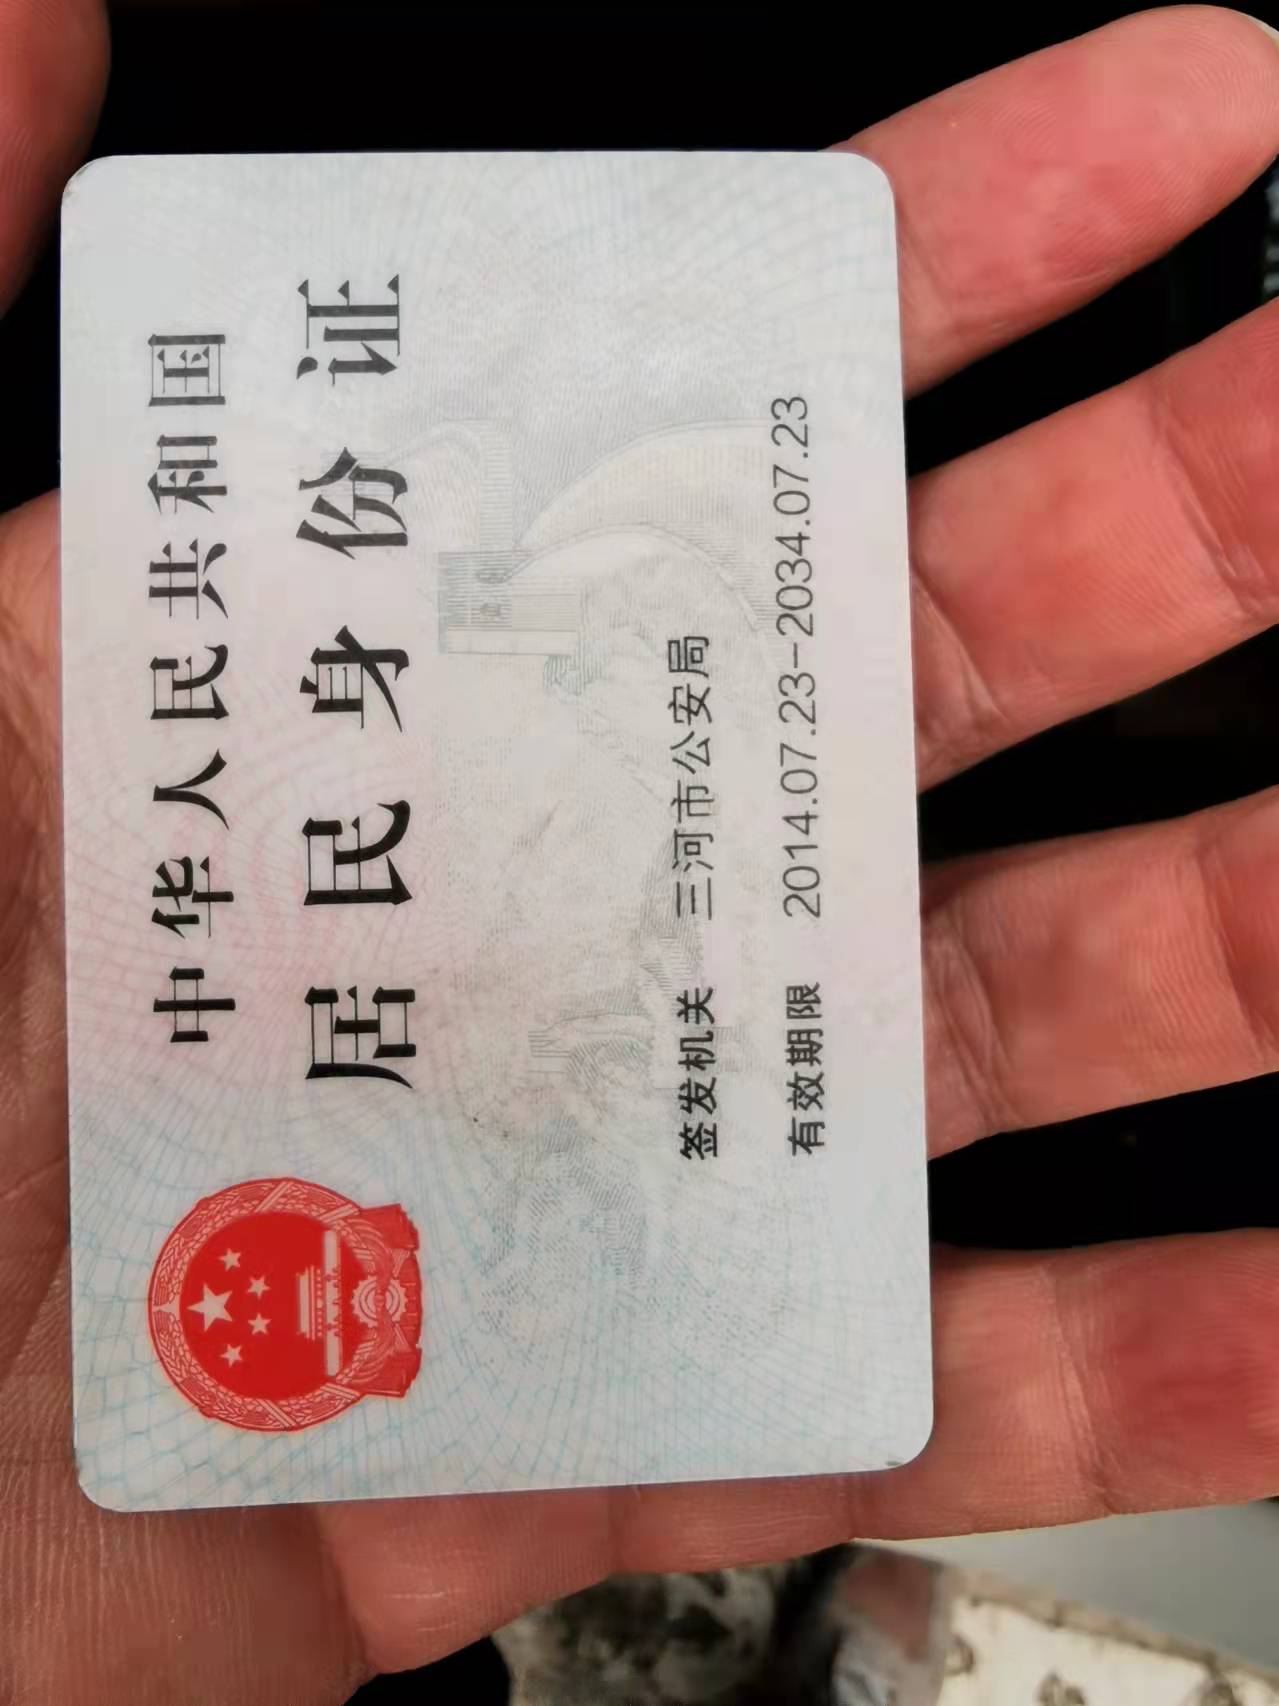 中华人民共和国
居民身份证
签发机关 三河市公安局
有效期限 2014.07.23-2034.07.23